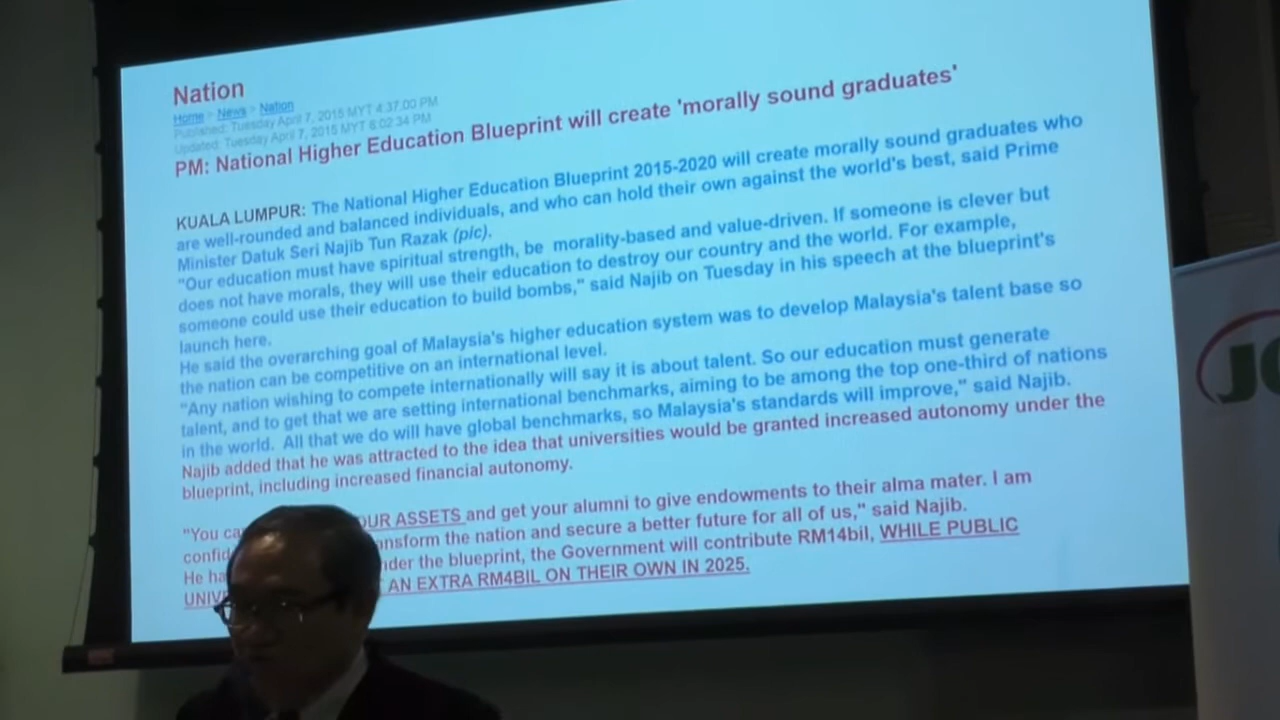 Nation
Home > News > Nation
Published: Tuesday April 7, 2015 MYT 4:37:00 PM
Updated: Tuesday April 7, 2015 MYT 6:02:34 PM
PM: National Higher Education Blueprint will create 'morally sound graduates'
KUALA LUMPUR: The National Higher Education Blueprint 2015-2020 will create morally sound graduates who
are well-rounded and balanced individuals, and who can hold their own against the world's best, said Prime
Minister Datuk Seri Najib Tun Razak (pic).
"Our education must have spiritual strength, be morality-based and value-driven. If someone is clever but
does not have morals, they will use their education to destroy our country and the world. For example,
someone could use their education to build bombs," said Najib on Tuesday in his speech at the blueprint's
launch here.
He said the overarching goal of Malaysia's higher education system was to develop Malaysia's talent base so
the nation can be competitive on an international level.
"Any nation wishing to compete internationally will say it is about talent. So our education must generate
talent, and to get that we are setting international benchmarks, aiming to be among the top one-third of nations
in the world. All that we do will have global benchmarks, so Malaysia's standards will improve," said Najib.
Najib added that he was attracted to the idea that universities would be granted increased autonomy under the
blueprint, including increased financial autonomy.
"You OUR ASSETS and get your alumni to give endowments to their alma mater. I am
the nation and secure a better future for all of us," said Najib.
He the blueprint, the Government will contribute RM14bil, WHILE PUBLIC
AN EXTRA RM4BIL ON THEIR OWN IN 2025.